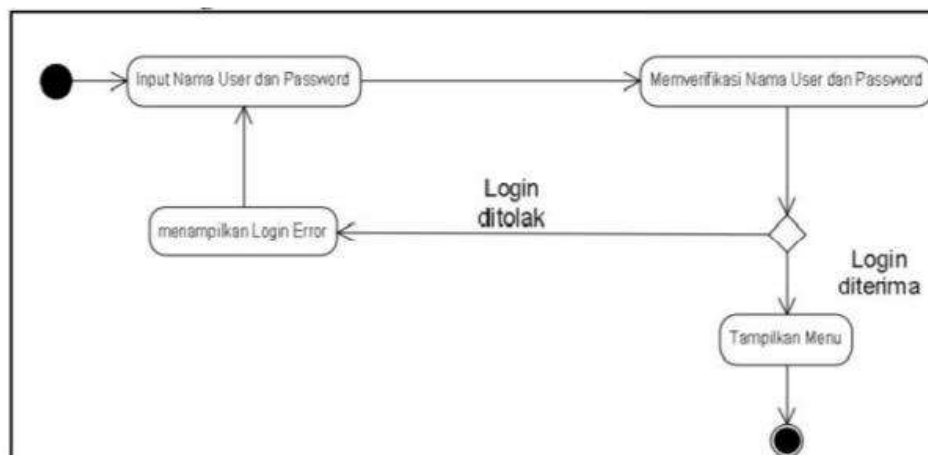 Input Nama User dan Password
Memverifikasi Nama User dan Password
Login
ditolak
menampilkan Login Error
Login
diterima
Tampilkan Menu